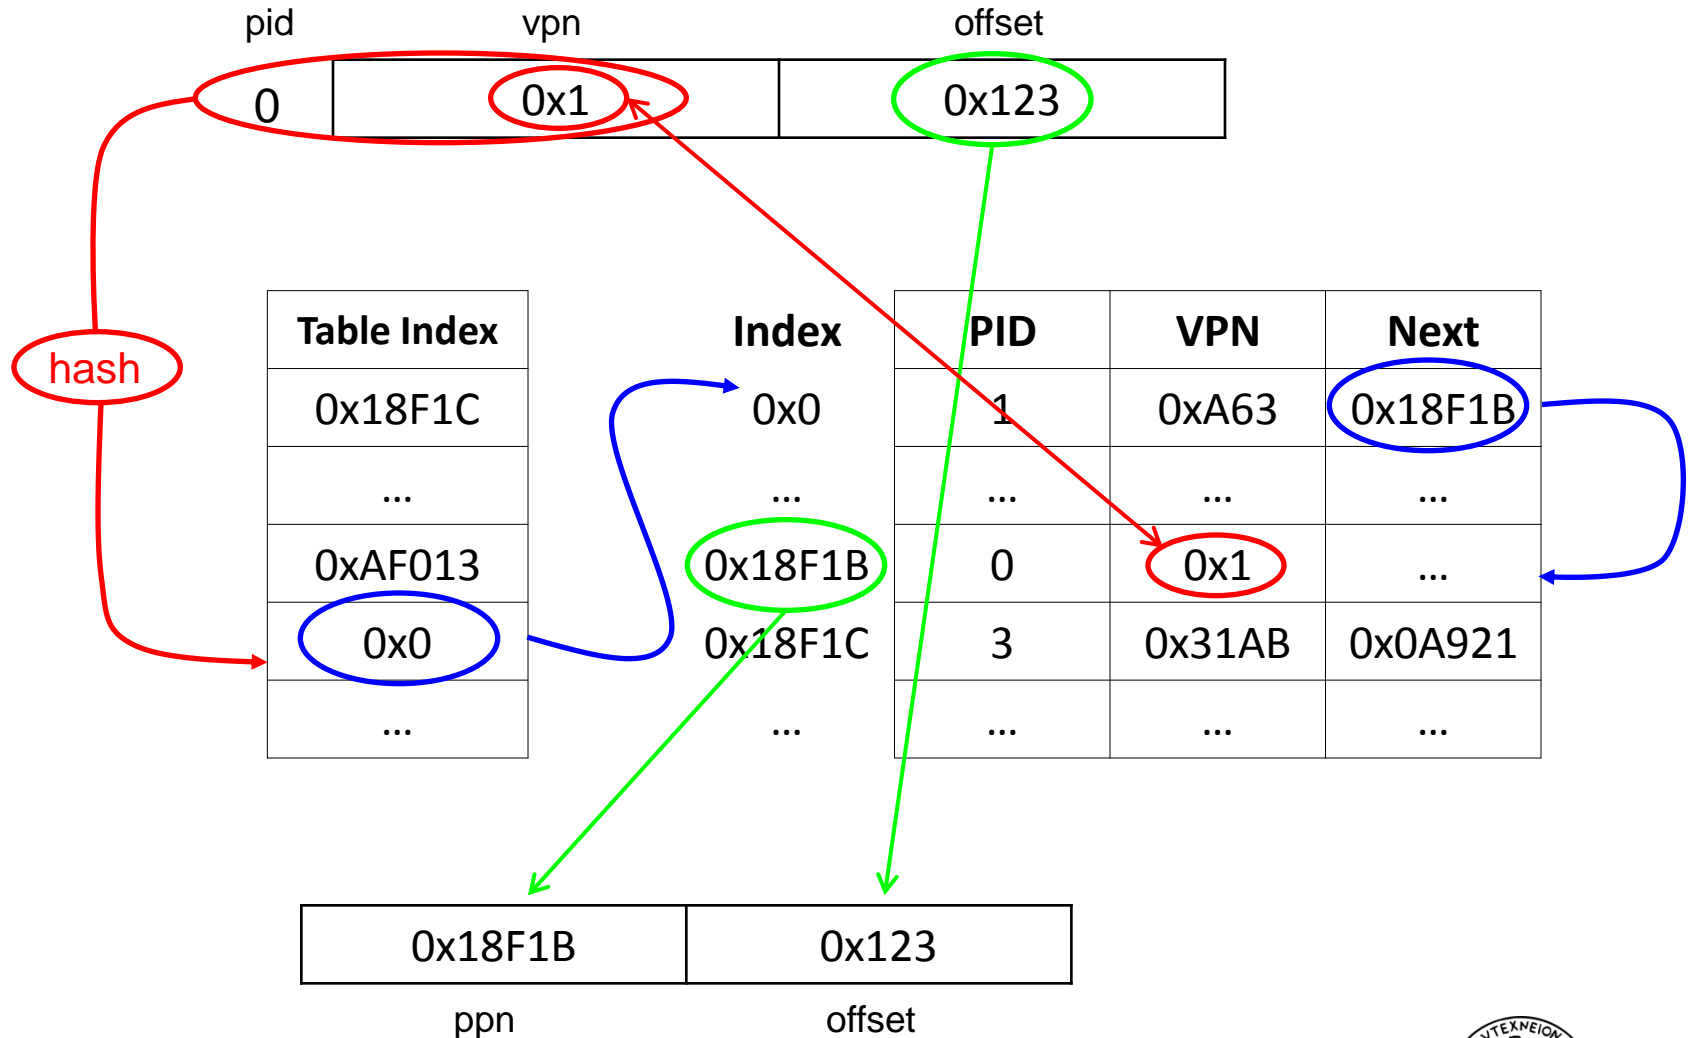 pid vpn offset
0 0x1 0x123
hash
Table Index
0x18F1C
...
0xAF013
0x0
...
Index PID VPN Next
0x0 1 0xA63 0x18F1B
... ... ... ...
0x18F1B 0 0x1 ...
0x18F1C 3 0x31AB 0x0A921
... ... ... ...
0x18F1B 0x123
ppn offset